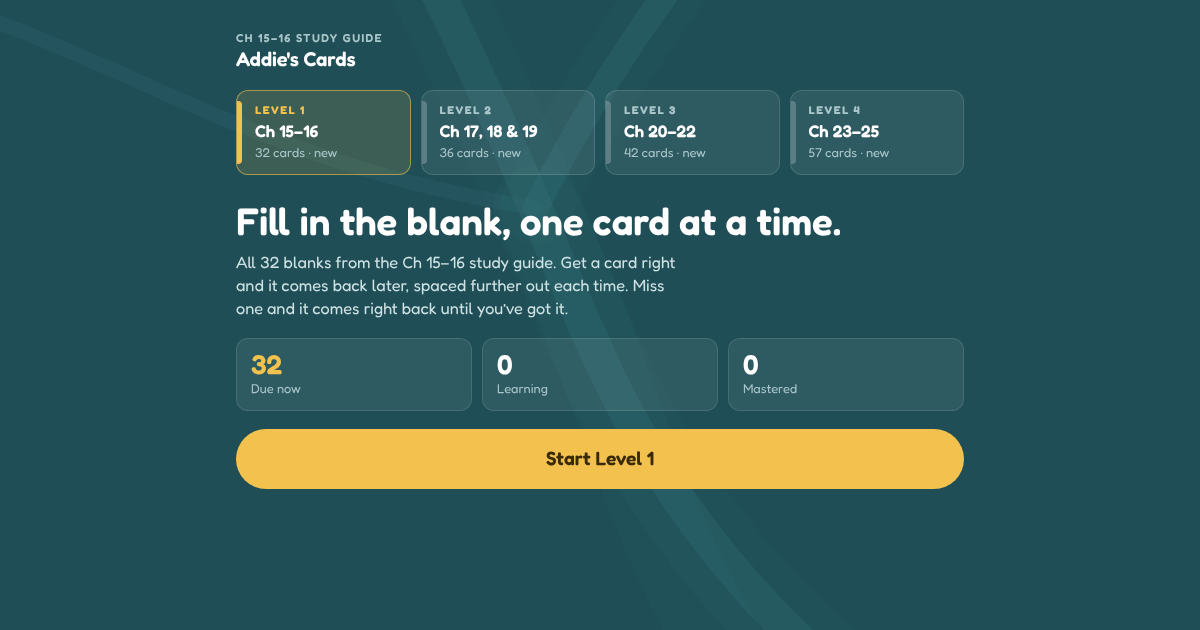 CH 15–16 STUDY GUIDE
Addie's Cards
LEVEL 1
Ch 15–16
32 cards · new
LEVEL 2
Ch 17, 18 & 19
36 cards · new
LEVEL 3
Ch 20–22
42 cards · new
LEVEL 4
Ch 23–25
57 cards · new
Fill in the blank, one card at a time.
All 32 blanks from the Ch 15–16 study guide. Get a card right
and it comes back later, spaced further out each time. Miss
one and it comes right back until you've got it.
32
Due now
0
Learning
0
Mastered
Start Level 1